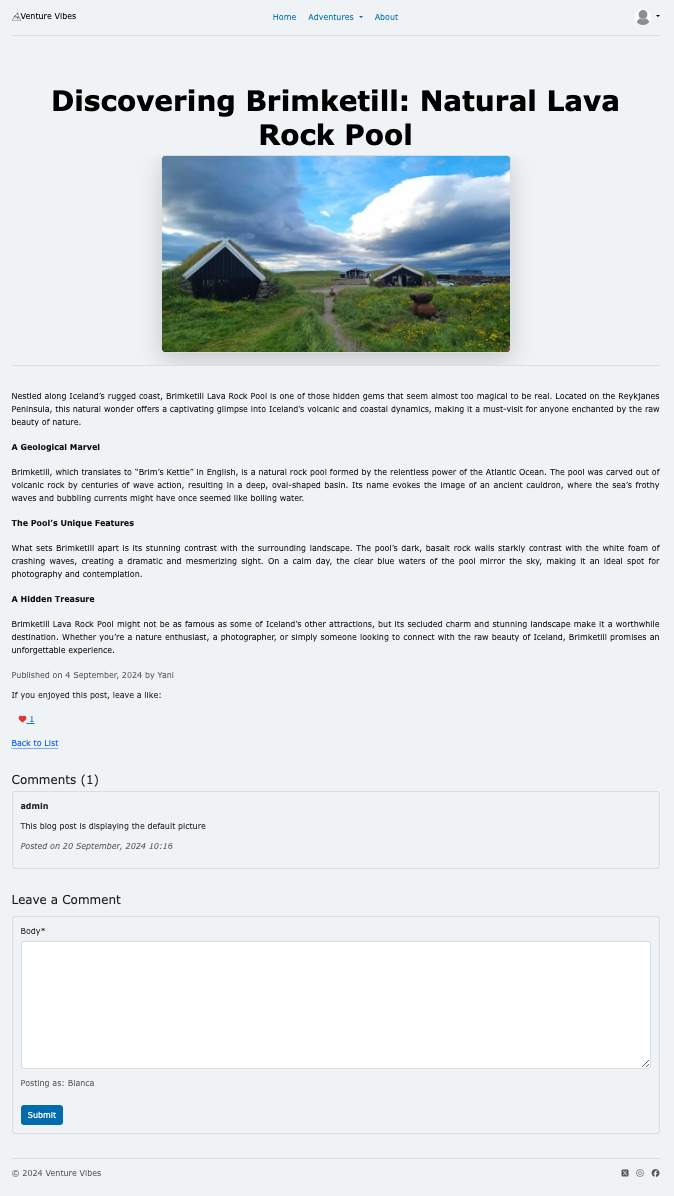 Venture Vibes
Home Adventures About
Discovering Brimketill: Natural Lava
Rock Pool
Nestled along Iceland’s rugged coast, Brimketill Lava Rock Pool is one of those hidden gems that seem almost too magical to be real. Located on the Reykjanes
Peninsula, this natural wonder offers a captivating glimpse into Iceland’s volcanic and coastal dynamics, making it a must-visit for anyone enchanted by the raw
beauty of nature.
A Geological Marvel
Brimketill, which translates to “Brim’s Kettle” in English, is a natural rock pool formed by the relentless power of the Atlantic Ocean. The pool was carved out of
volcanic rock by centuries of wave action, resulting in a deep, oval-shaped basin. Its name evokes the image of an ancient cauldron, where the sea’s frothy
waves and bubbling currents might have once seemed like boiling water.
The Pool’s Unique Features
What sets Brimketill apart is its stunning contrast with the surrounding landscape. The pool’s dark, basalt rock walls starkly contrast with the white foam of
crashing waves, creating a dramatic and mesmerizing sight. On a calm day, the clear blue waters of the pool mirror the sky, making it an ideal spot for
photography and contemplation.
A Hidden Treasure
Brimketill Lava Rock Pool might not be as famous as some of Iceland’s other attractions, but its secluded charm and stunning landscape make it a worthwhile
destination. Whether you’re a nature enthusiast, a photographer, or simply someone looking to connect with the raw beauty of Iceland, Brimketill promises an
unforgettable experience.
Published on 4 September, 2024 by Yani
If you enjoyed this post, leave a like:
1
Back to List
Comments (1)
admin
This blog post is displaying the default picture
Posted on 20 September, 2024 10:16
Leave a Comment
Body*
Posting as: Bianca
Submit
© 2024 Venture Vibes